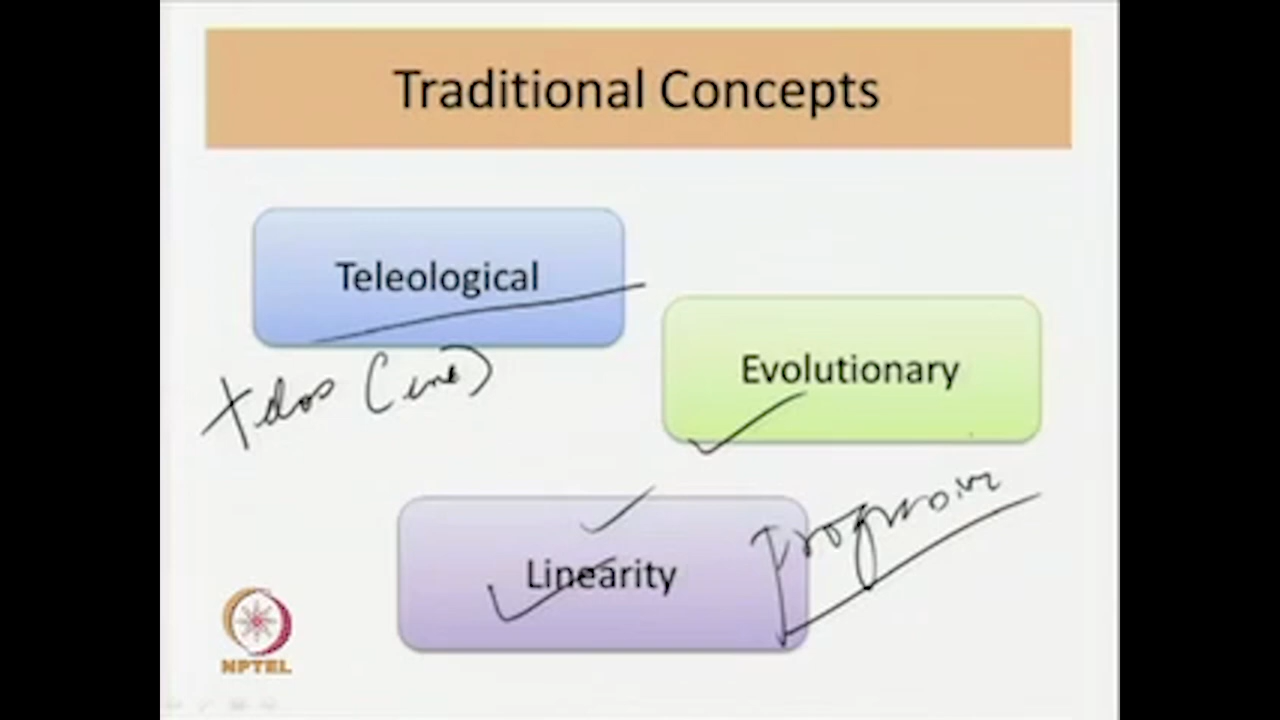 Traditional Concepts
Teleological
telos (end)
Evolutionary
Progressive
Linearity
NPTEL